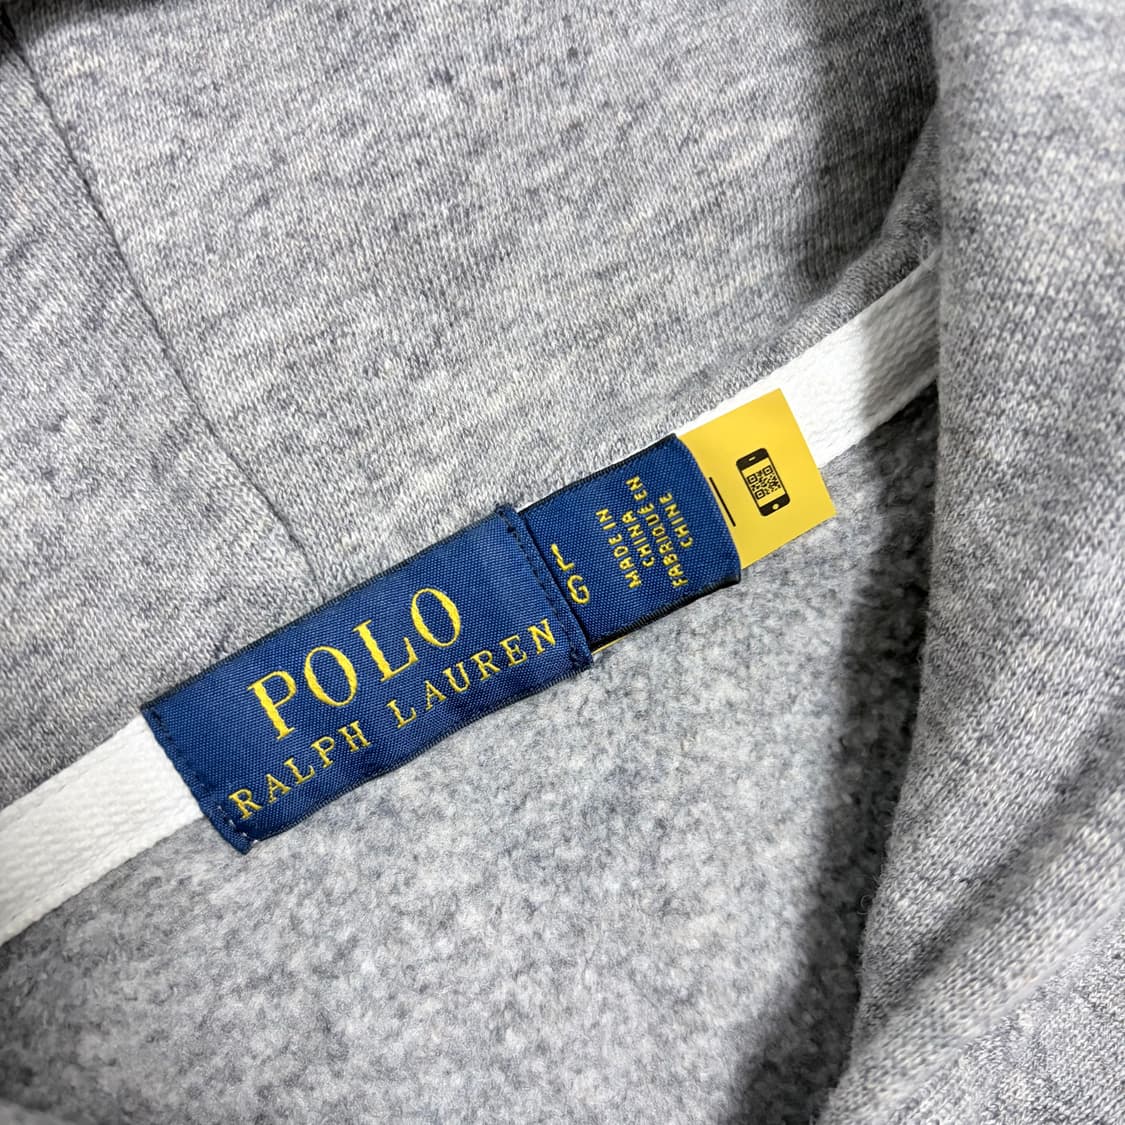 POLO
RALPH LAUREN
L
G
MADE IN
CHINA
FABRIQUÉ EN
CHINE